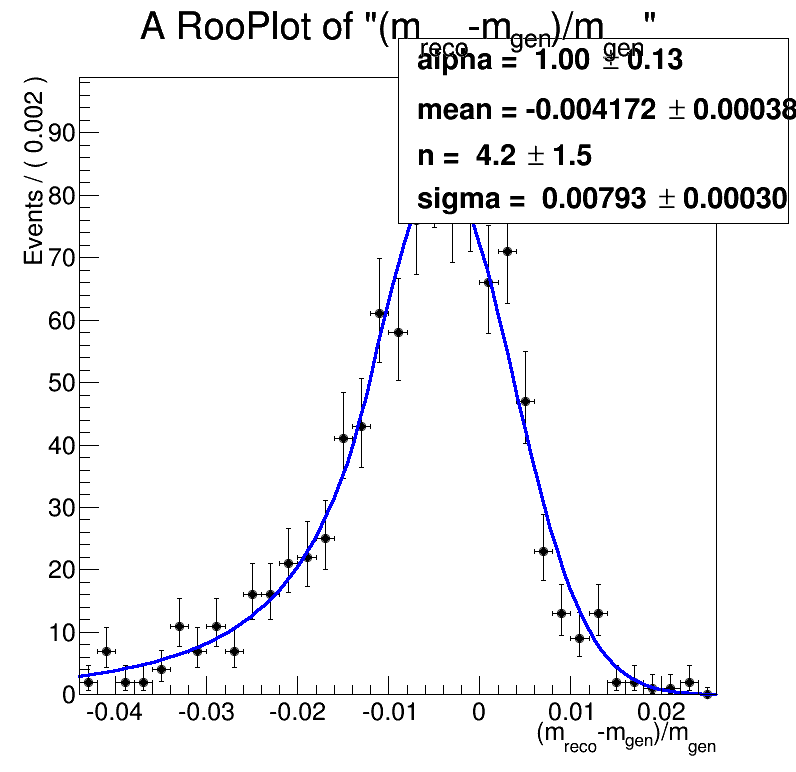 A RooPlot of "(m_reco-m_gen)/m_gen"
alpha = 1.00 ± 0.13
mean = -0.004172 ± 0.00038
n = 4.2 ± 1.5
sigma = 0.00793 ± 0.00030
Events / ( 0.002 )
90
80
70
60
50
40
30
20
10
0
-0.04 -0.03 -0.02 -0.01 0 0.01 0.02
(m_reco-m_gen)/m_gen